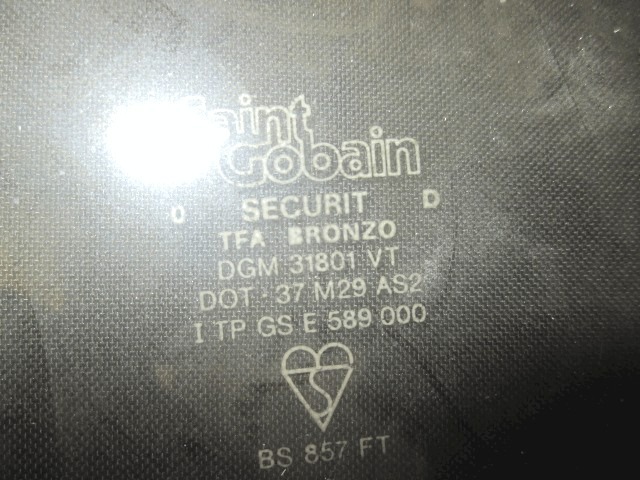 Saint
Gobain
0 SECURIT D
TFA BRONZO
DGM 31801 VT
DOT · 37 M29 AS2
I TP GS E 589 000
BS 857 FT